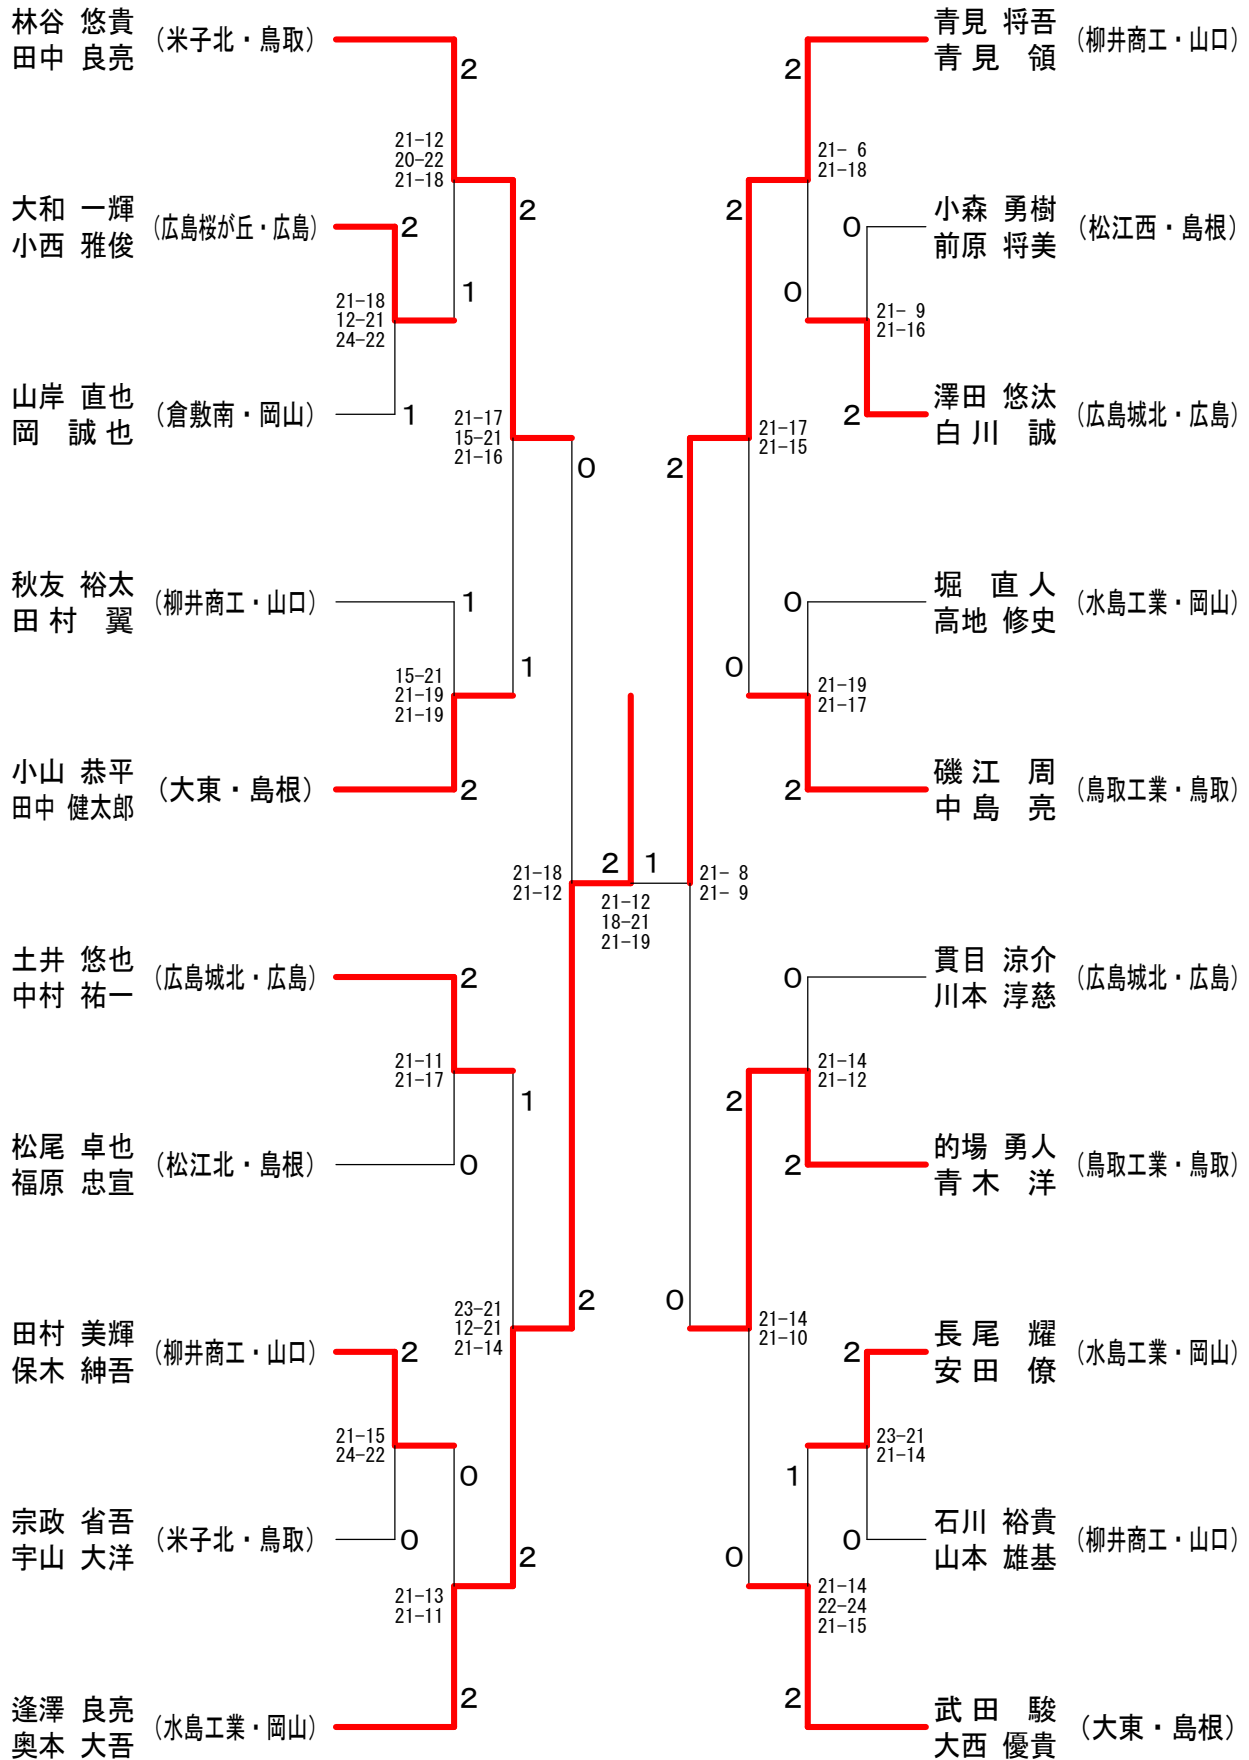 林谷 悠貴
田中 良亮
(米子北・鳥取)
2
21-12
20-22
21-18
2
大和 一輝
小西 雅俊
(広島桜が丘・広島)
2
1
21-18
12-21
24-22
山岸 直也
岡 誠也
(倉敷南・岡山)
1
21-17
15-21
21-16
0
秋友 裕太
田村 翼
(柳井商工・山口)
1
15-21
21-19
21-19
1
小山 恭平
田中 健太郎
(大東・島根)
2
21-18
21-12
2
1
21-12
18-21
21-19
土井 悠也
中村 祐一
(広島城北・広島)
2
21-11
21-17
1
松尾 卓也
福原 忠宣
(松江北・島根)
0
23-21
12-21
21-14
2
田村 美輝
保木 紳吾
(柳井商工・山口)
2
21-15
24-22
0
宗政 省吾
宇山 大洋
(米子北・鳥取)
0
2
21-13
21-11
逢澤 良亮
奥本 大吾
(水島工業・岡山)
2
青見 将吾
青見 領
(柳井商工・山口)
2
21- 6
21-18
2
小森 勇樹
前原 将美
(松江西・島根)
0
0
21- 9
21-16
澤田 悠汰
白川 誠
(広島城北・広島)
2
21-17
21-15
2
堀 直人
高地 修史
(水島工業・岡山)
0
0
21-19
21-17
磯江 周
中島 亮
(鳥取工業・鳥取)
2
21- 8
21- 9
貫目 涼介
川本 淳慈
(広島城北・広島)
0
21-14
21-12
2
的場 勇人
青木 洋
(鳥取工業・鳥取)
2
0
21-14
21-10
長尾 耀
安田 僚
(水島工業・岡山)
2
23-21
21-14
1
石川 裕貴
山本 雄基
(柳井商工・山口)
0
0
21-14
22-24
21-15
武田 駿
大西 優貴
(大東・島根)
2